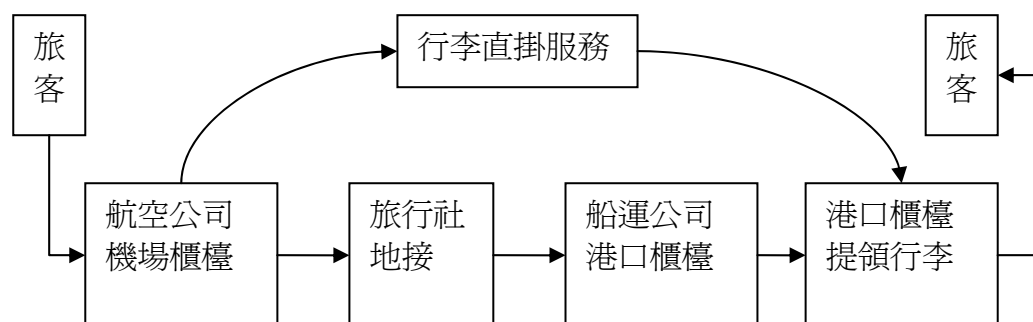 旅
客
行李直掛服務
旅
客
航空公司
機場櫃檯
旅行社
地接
船運公司
港口櫃檯
港口櫃檯
提領行李